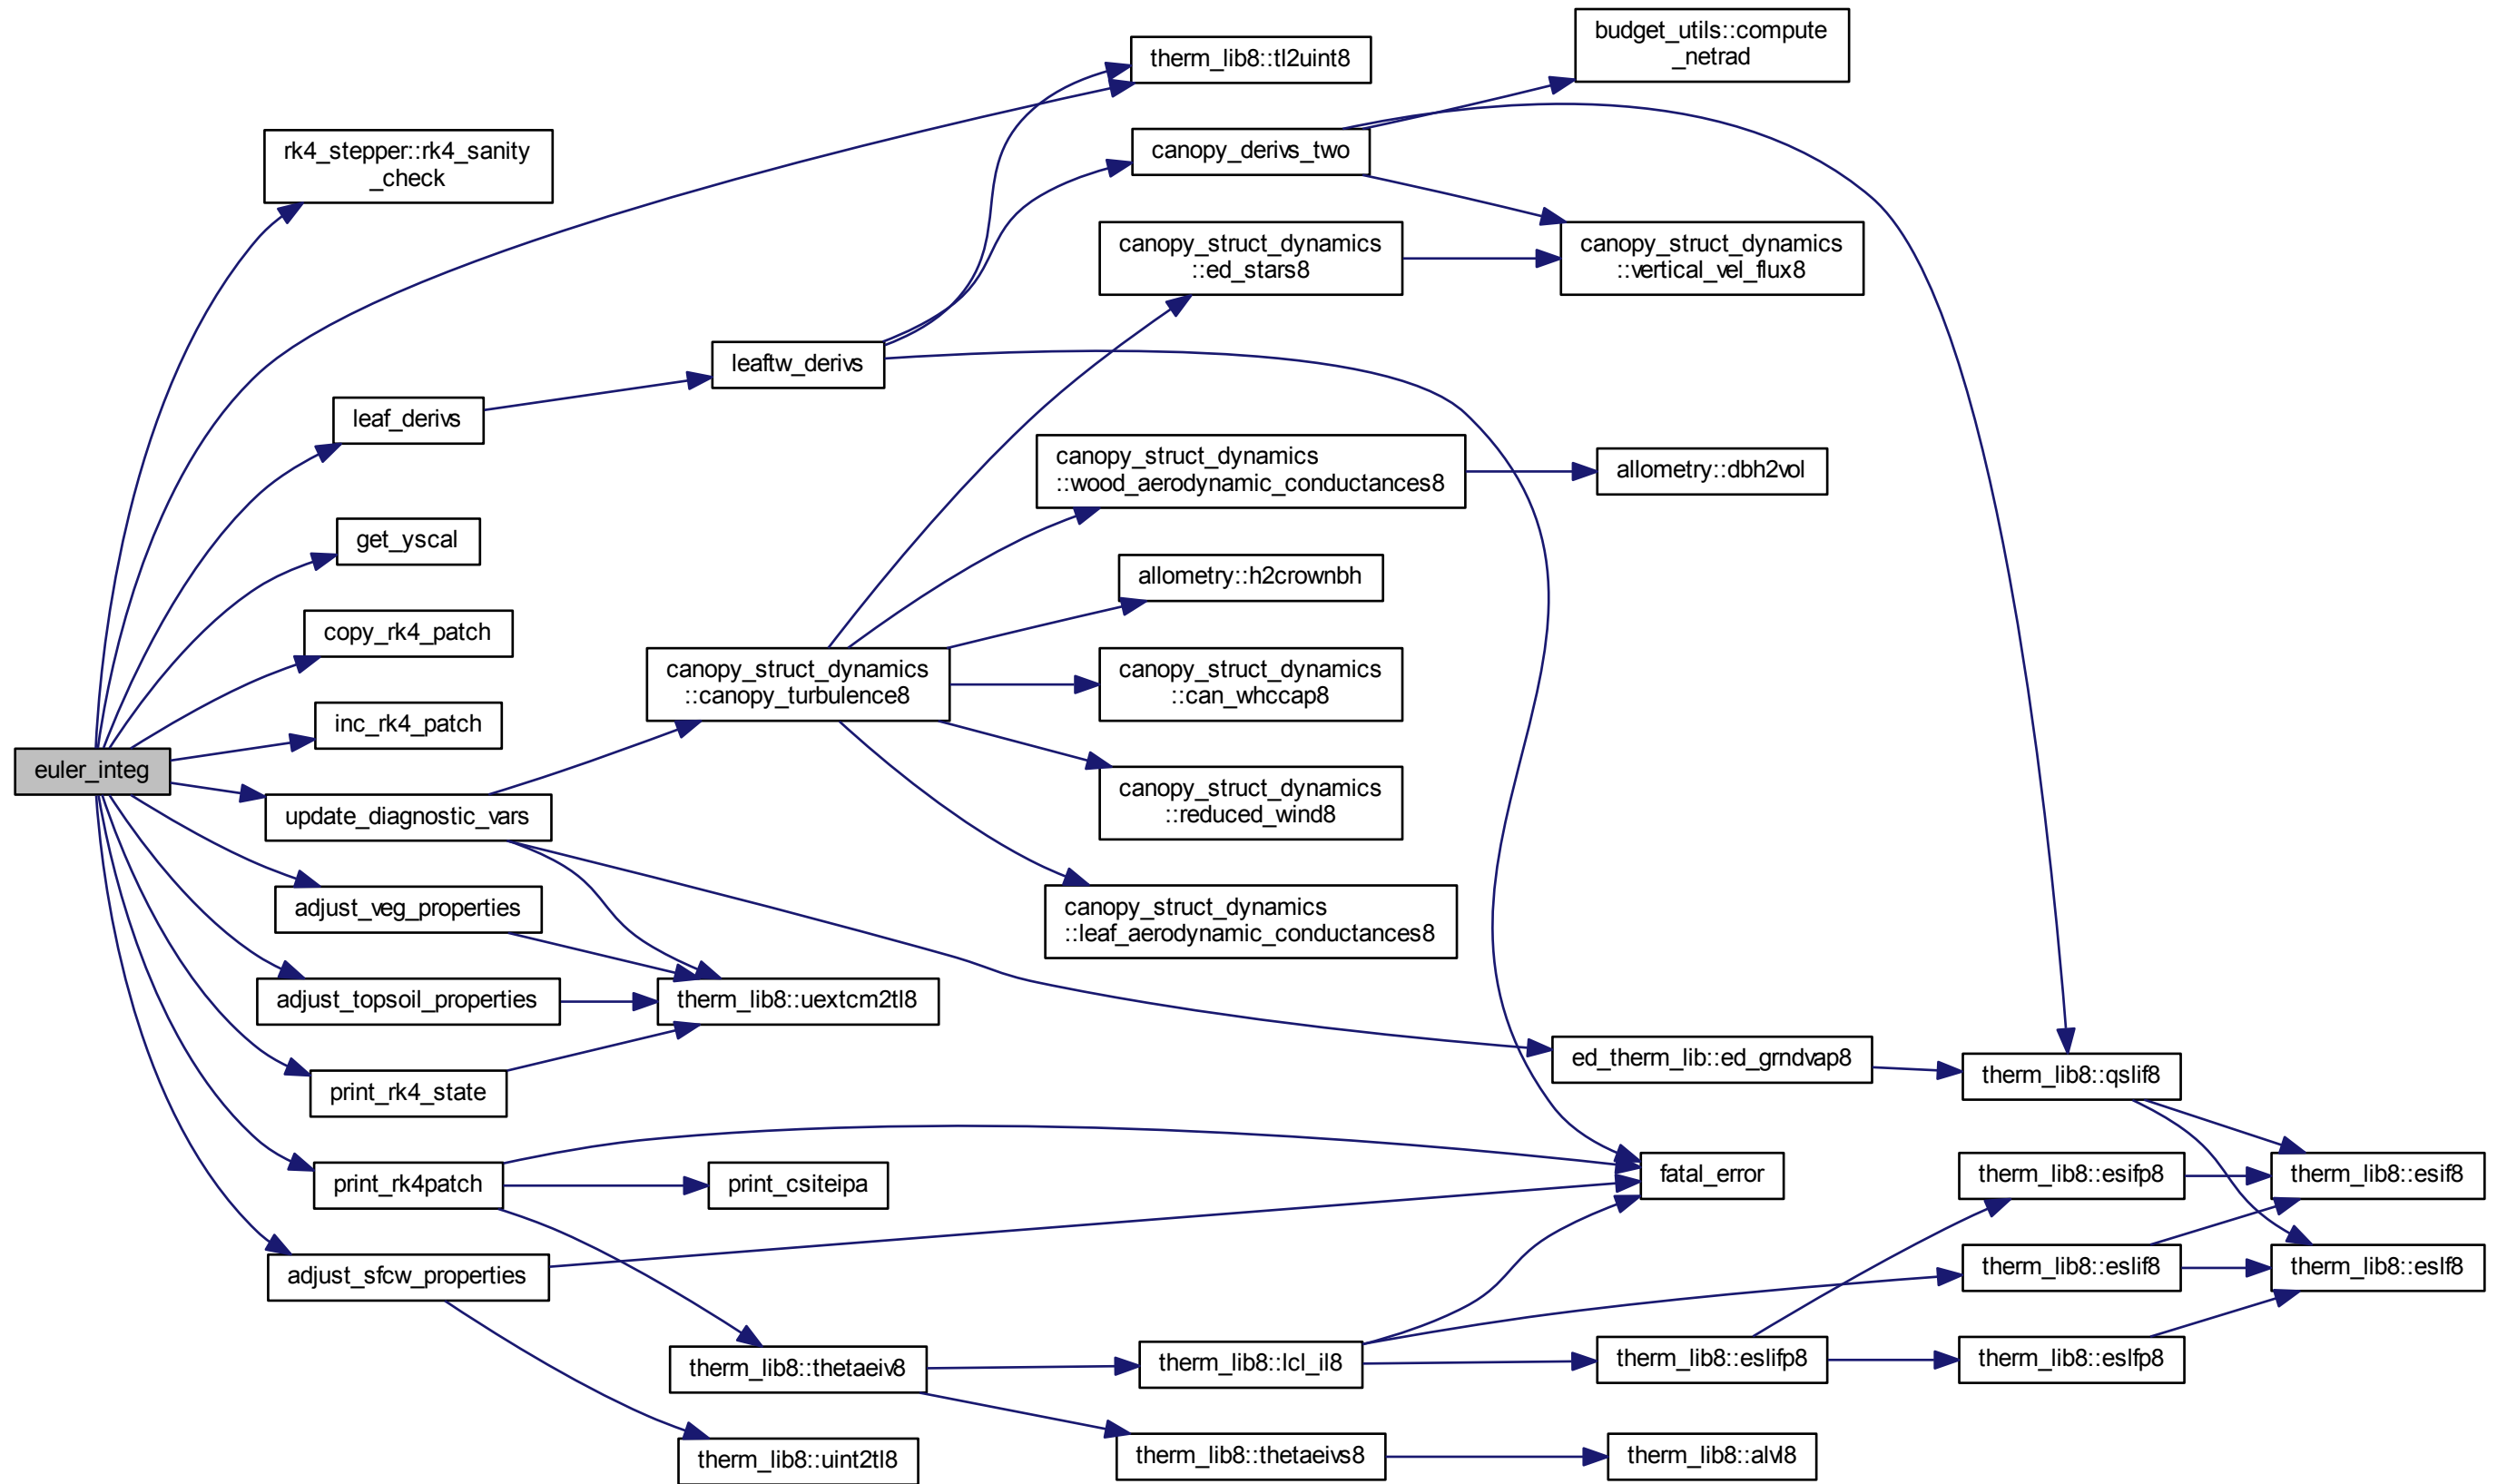 budget_utils::compute
_netrad
therm_lib8::tl2uint8
rk4_stepper::rk4_sanity
_check
canopy_derivs_two
canopy_struct_dynamics
::ed_stars8
canopy_struct_dynamics
::vertical_vel_flux8
leaftw_derivs
leaf_derivs
canopy_struct_dynamics
::wood_aerodynamic_conductances8
allometry::dbh2vol
get_yscal
allometry::h2crownbh
copy_rk4_patch
canopy_struct_dynamics
::canopy_turbulence8
canopy_struct_dynamics
::can_whccap8
inc_rk4_patch
euler_integ
canopy_struct_dynamics
::reduced_wind8
update_diagnostic_vars
adjust_veg_properties
canopy_struct_dynamics
::leaf_aerodynamic_conductances8
adjust_topsoil_properties
therm_lib8::uextcm2tl8
ed_therm_lib::ed_grndvap8
therm_lib8::qslif8
print_rk4_state
print_rk4patch
print_csiteipa
fatal_error
therm_lib8::esifp8
therm_lib8::esif8
adjust_sfcw_properties
therm_lib8::eslif8
therm_lib8::eslf8
therm_lib8::thetaeiv8
therm_lib8::lcl_il8
therm_lib8::eslifp8
therm_lib8::eslfp8
therm_lib8::uint2tl8
therm_lib8::thetaeivs8
therm_lib8::alvl8